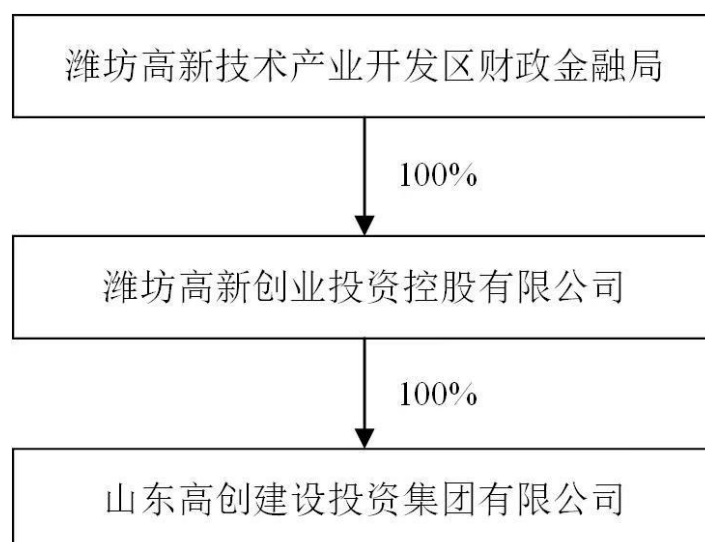 潍坊高新技术产业开发区财政金融局
100%
潍坊高新创业投资控股有限公司
100%
山东高创建设投资集团有限公司